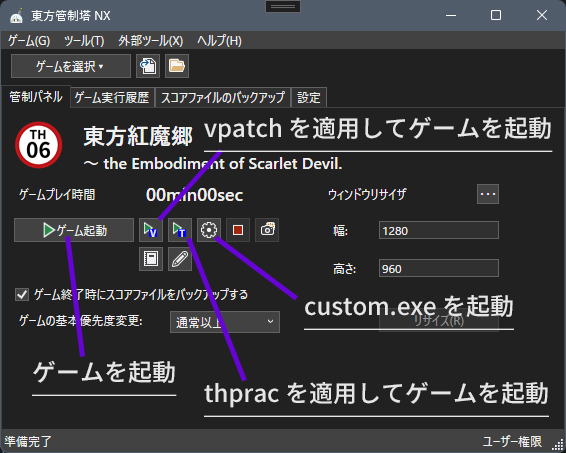 東方管制塔 NX
ゲーム(G) ツール(T) 外部ツール(X) ヘルプ(H)
ゲームを選択
管制パネル ゲーム実行履歴 スコアファイルのバックアップ 設定
TH
06
東方紅魔郷
～ the Embodiment of Scarlet Devil.
vpatch を適用してゲームを起動
ゲームプレイ時間 00min00sec ウィンドウリサイザ ...
ゲーム起動 V T 幅: 1280
高さ: 960
ゲーム終了時にスコアファイルをバックアップする
custom.exe を起動
ゲームの基本優先度変更: 通常以上 リサイズ(R)
ゲームを起動
thprac を適用してゲームを起動
準備完了 ユーザー権限